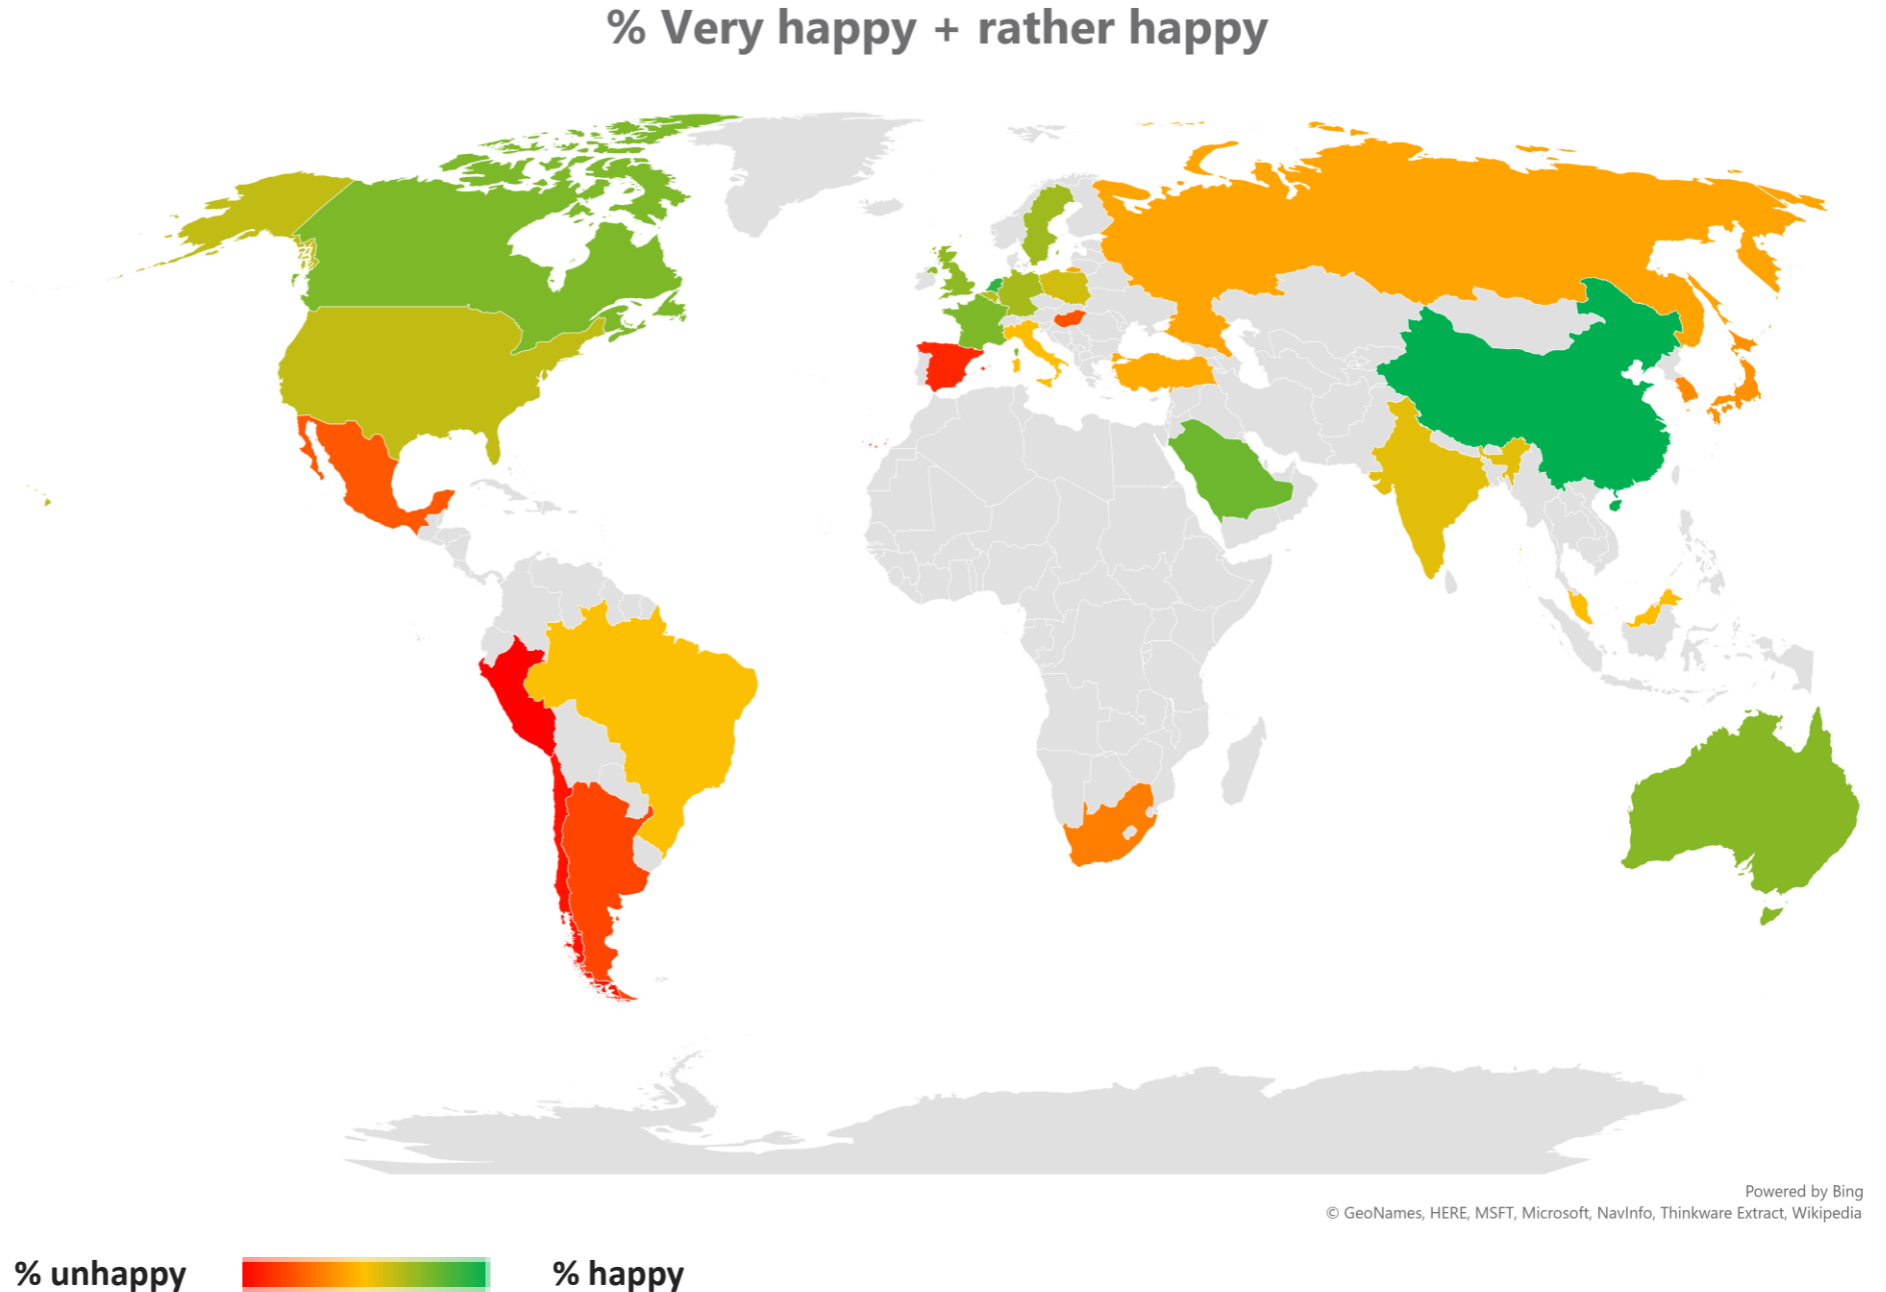 % Very happy + rather happy
Powered by Bing
© GeoNames, HERE, MSFT, Microsoft, NavInfo, Thinkware Extract, Wikipedia
% unhappy % happy